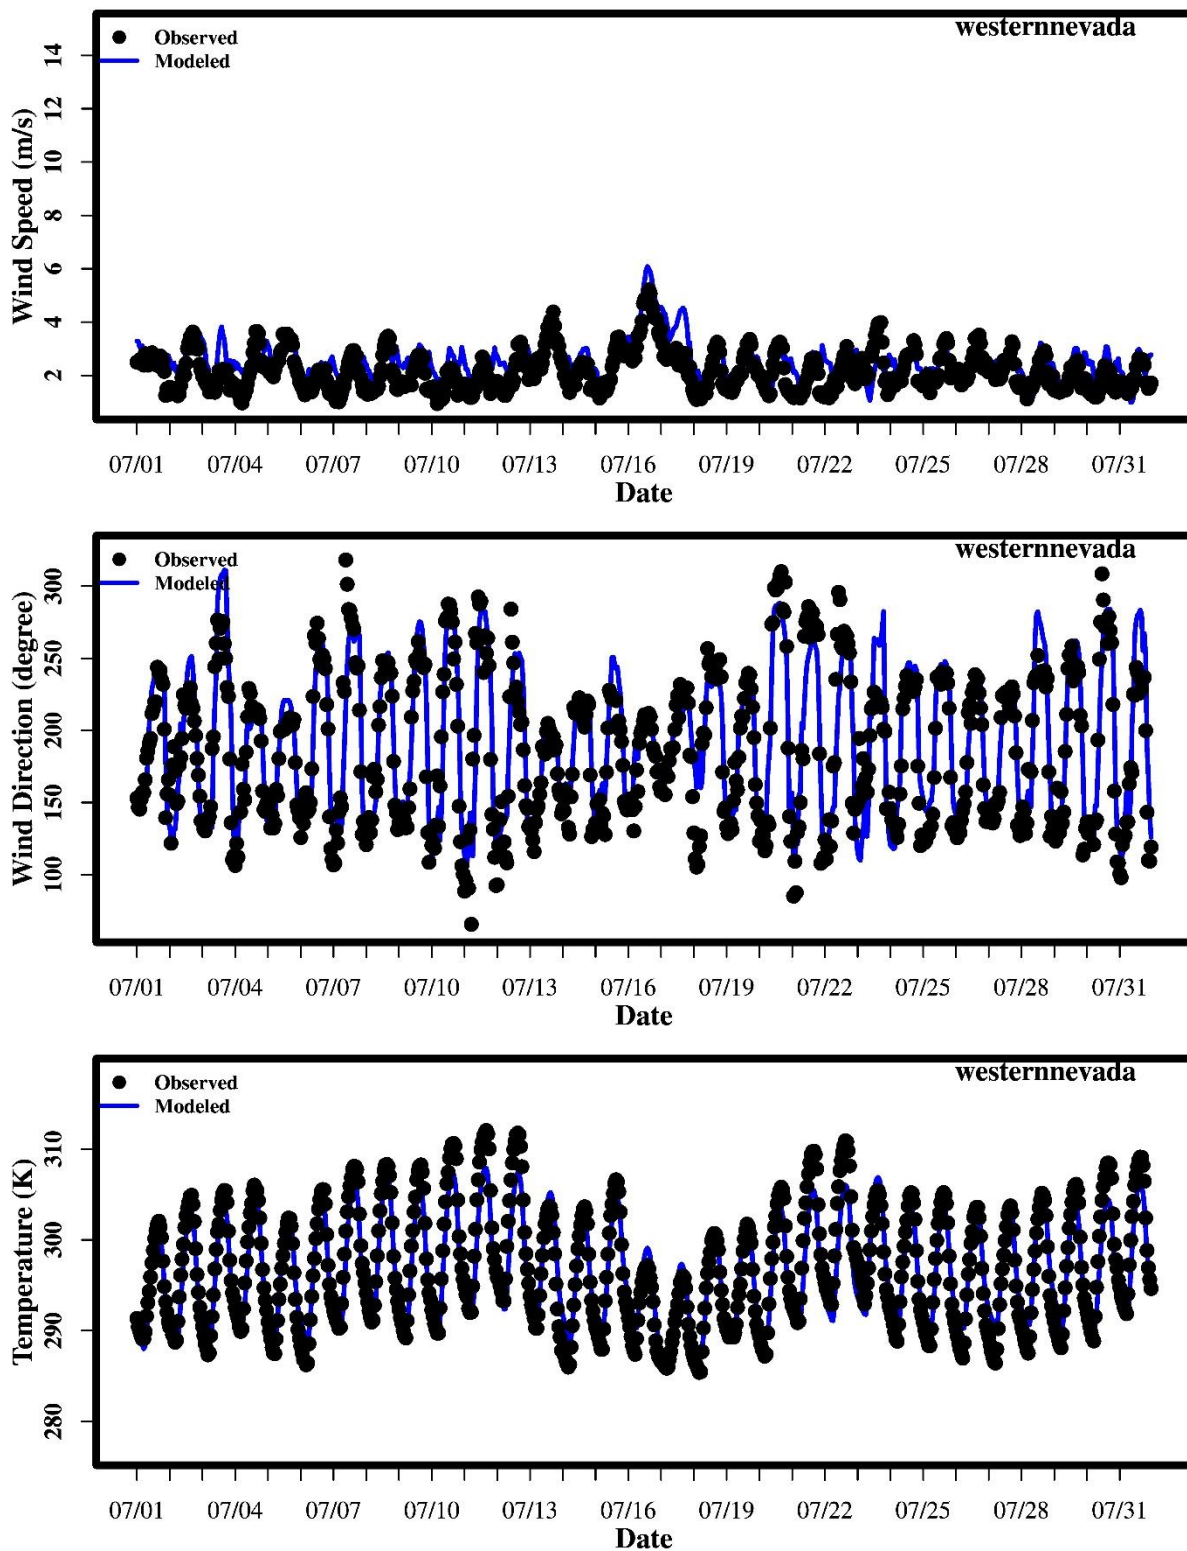 westernnevada
Observed
Modeled
14
12
10
8
6
4
2
Wind Speed (m/s)
07/01 07/04 07/07 07/10 07/13 07/16 07/19 07/22 07/25 07/28 07/31
Date
westernnevada
Observed
Modeled
300
250
200
150
100
Wind Direction (degree)
07/01 07/04 07/07 07/10 07/13 07/16 07/19 07/22 07/25 07/28 07/31
Date
westernnevada
Observed
Modeled
310
300
290
280
Temperature (K)
07/01 07/04 07/07 07/10 07/13 07/16 07/19 07/22 07/25 07/28 07/31
Date